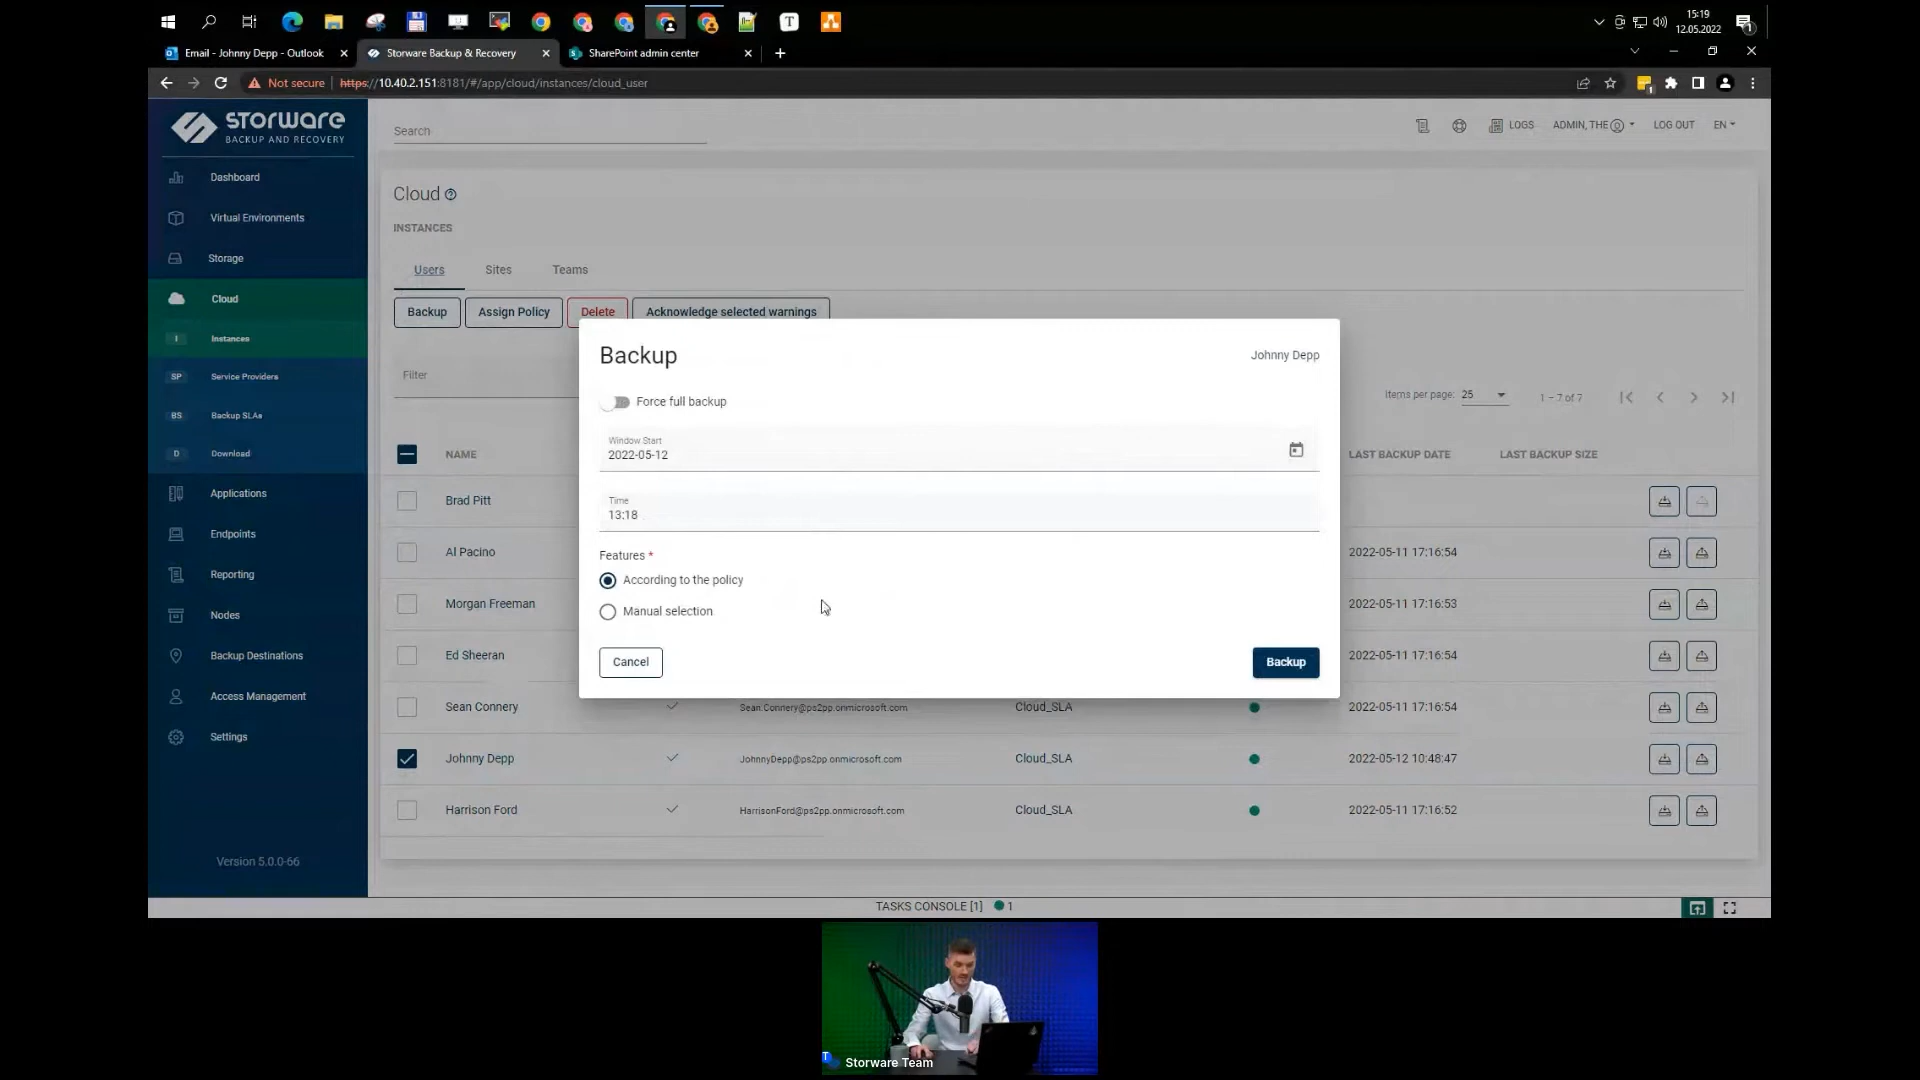 15:19
12.05.2022
1
Email - Johnny Depp - Outlook
Storware Backup & Recovery
SharePoint admin center
Not secure
https://10.40.2.151:8181/#/app/cloud/instances/cloud_user
STORWARE
BACKUP AND RECOVERY
Search
LOGS
ADMIN, THE
LOG OUT
EN
Dashboard
Virtual Environments
Storage
Cloud
I Instances
SP Service Providers
BS Backup SLAs
D Download
Applications
Endpoints
Reporting
Nodes
Backup Destinations
Access Management
Settings
Version 5.0.0-66
Cloud
INSTANCES
Users
Sites
Teams
Backup
Assign Policy
Delete
Acknowledge selected warnings
Filter
Items per page: 25
1 – 7 of 7
NAME
LAST BACKUP DATE
LAST BACKUP SIZE
Brad Pitt
Al Pacino
2022-05-11 17:16:54
Morgan Freeman
2022-05-11 17:16:53
Ed Sheeran
2022-05-11 17:16:54
Sean Connery
Sean.Connery@ps2pp.onmicrosoft.com
Cloud_SLA
2022-05-11 17:16:54
Johnny Depp
JohnnyDepp@ps2pp.onmicrosoft.com
Cloud_SLA
2022-05-12 10:48:47
Harrison Ford
HarrisonFord@ps2pp.onmicrosoft.com
Cloud_SLA
2022-05-11 17:16:52
Backup
Johnny Depp
Force full backup
Window Start
2022-05-12
Time
13:18
Features *
According to the policy
Manual selection
Cancel
Backup
TASKS CONSOLE [1]
1
Storware Team